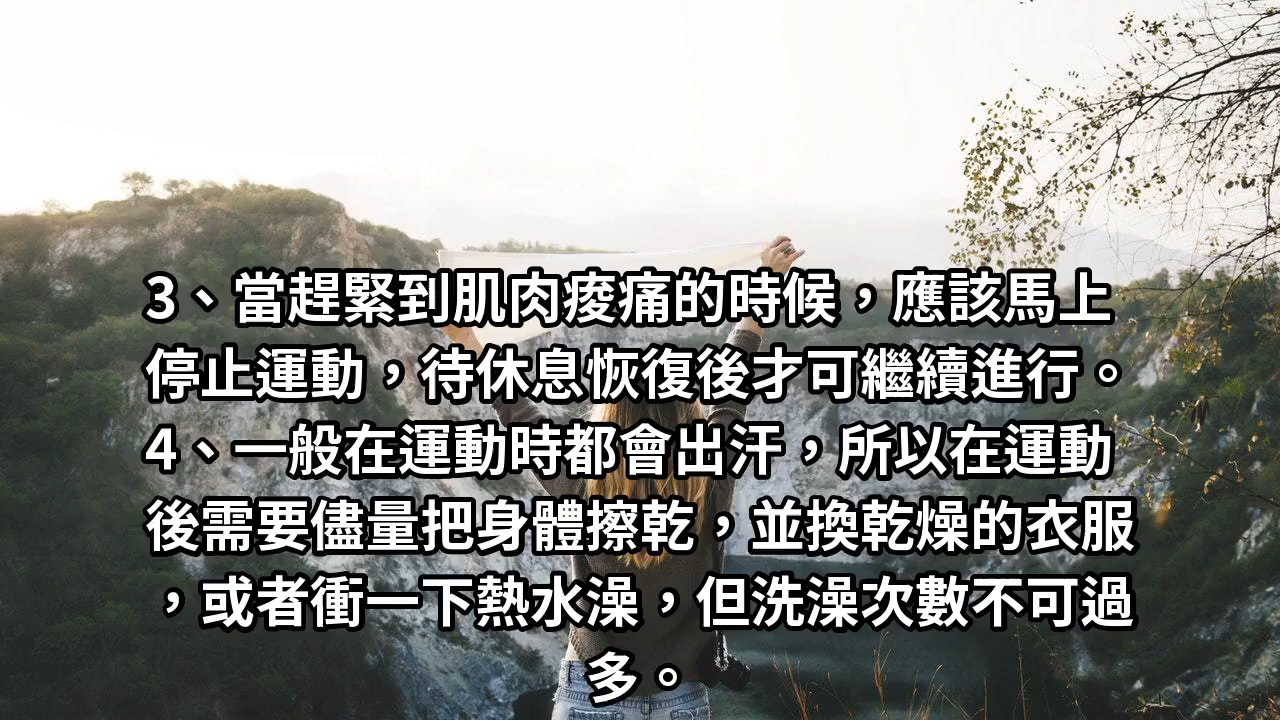 3、當趕緊到肌肉痠痛的時候，應該馬上
停止運動，待休息恢復後才可繼續進行。
4、一般在運動時都會出汗，所以在運動
後需要儘量把身體擦乾，並換乾燥的衣服
，或者衝一下熱水澡，但洗澡次數不可過
多。